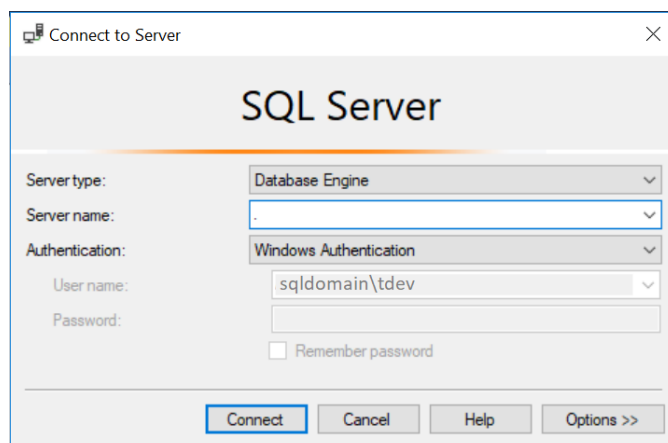 Connect to Server
SQL Server
Server type: Database Engine
Server name: .
Authentication: Windows Authentication
User name: sqldomain\tdev
Password:
Remember password
Connect Cancel Help Options >>